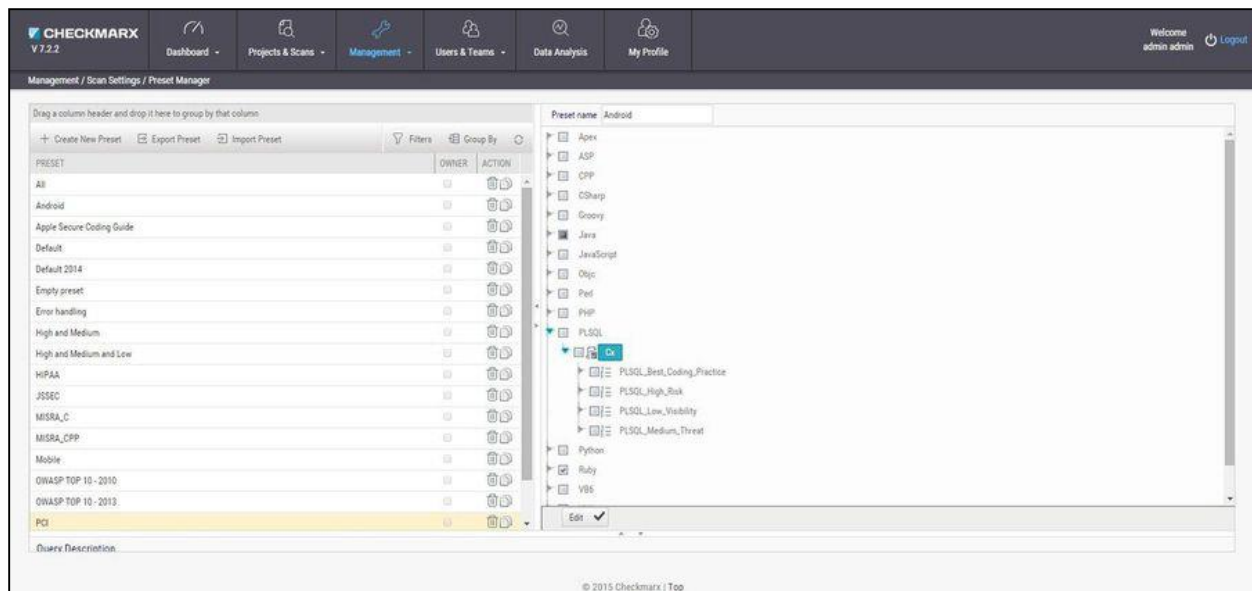 CHECKMARX
V 7.2.2
Dashboard
Projects & Scans
Management
Users & Teams
Data Analysis
My Profile
Welcome
admin admin
Logout
Management / Scan Settings / Preset Manager
Drag a column header and drop it here to group by that column
Create New Preset Export Preset Import Preset Filters Group By
PRESET OWNER ACTION
All
Android
Apple Secure Coding Guide
Default
Default 2014
Empty preset
Error handling
High and Medium
High and Medium and Low
HIPAA
JSSEC
MISRA_C
MISRA_CPP
Mobile
OWASP TOP 10 - 2010
OWASP TOP 10 - 2013
PCI
Query Description
Preset name Android
Apex
ASP
CPP
CSharp
Groovy
Java
JavaScript
Objc
Perl
PHP
PLSQL
Cx
PLSQL_Best_Coding_Practice
PLSQL_High_Risk
PLSQL_Low_Visibility
PLSQL_Medium_Threat
Python
Ruby
VB6
Edit
© 2015 Checkmarx | Top